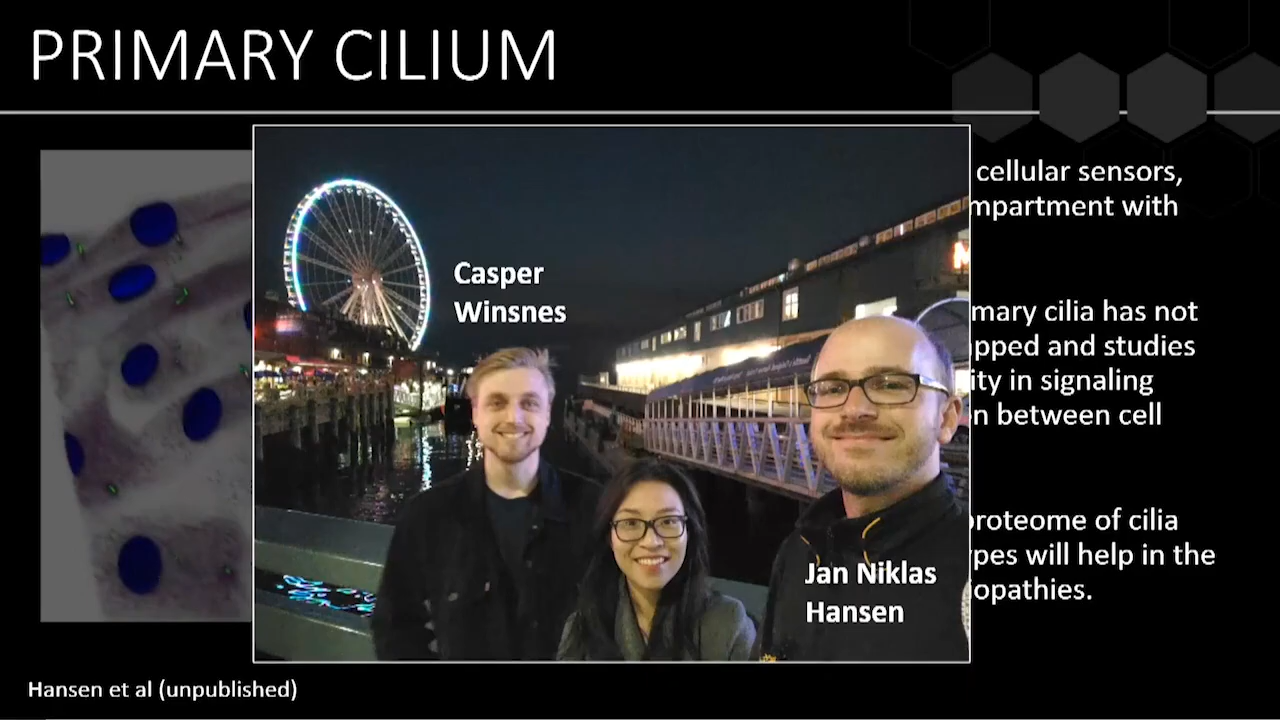 PRIMARY CILIUM
cellular sensors,
mpartment with
Casper
Winsnes
mary cilia has not
pped and studies
ity in signaling
n between cell
proteome of cilia
ypes will help in the
iopathies.
Jan Niklas
Hansen
Hansen et al (unpublished)